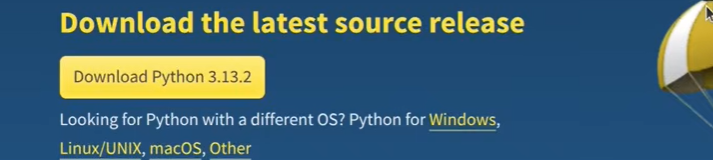 Download the latest source release
Download Python 3.13.2
Looking for Python with a different OS? Python for Windows,
Linux/UNIX, macOS, Other